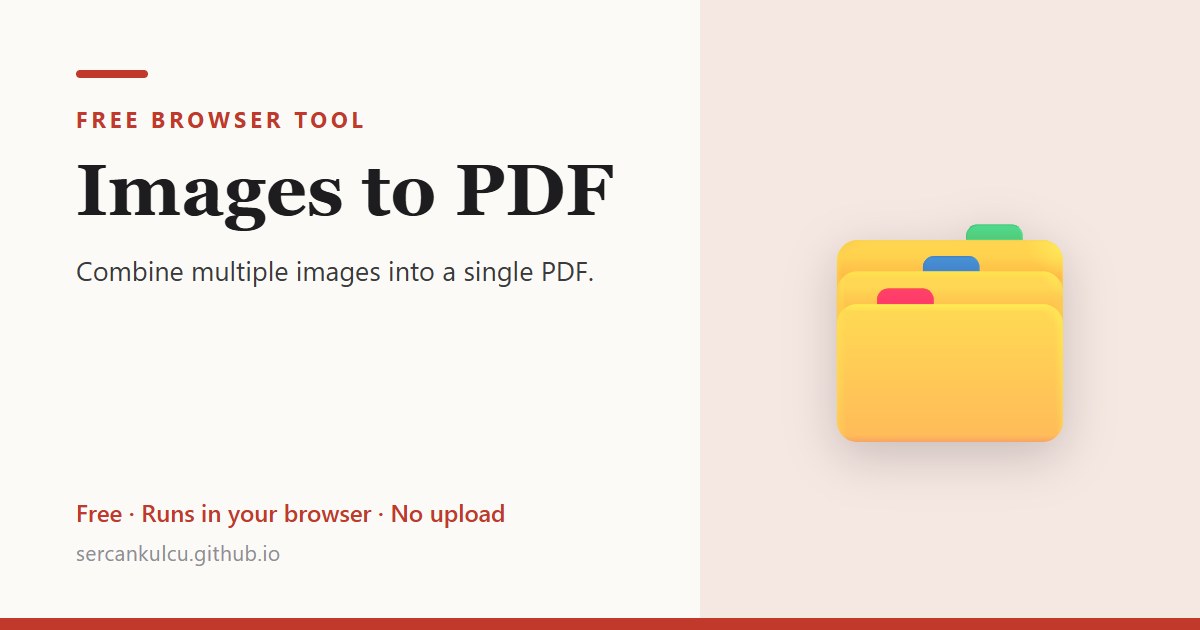 FREE BROWSER TOOL
Images to PDF
Combine multiple images into a single PDF.
Free · Runs in your browser · No upload
sercankulcu.github.io